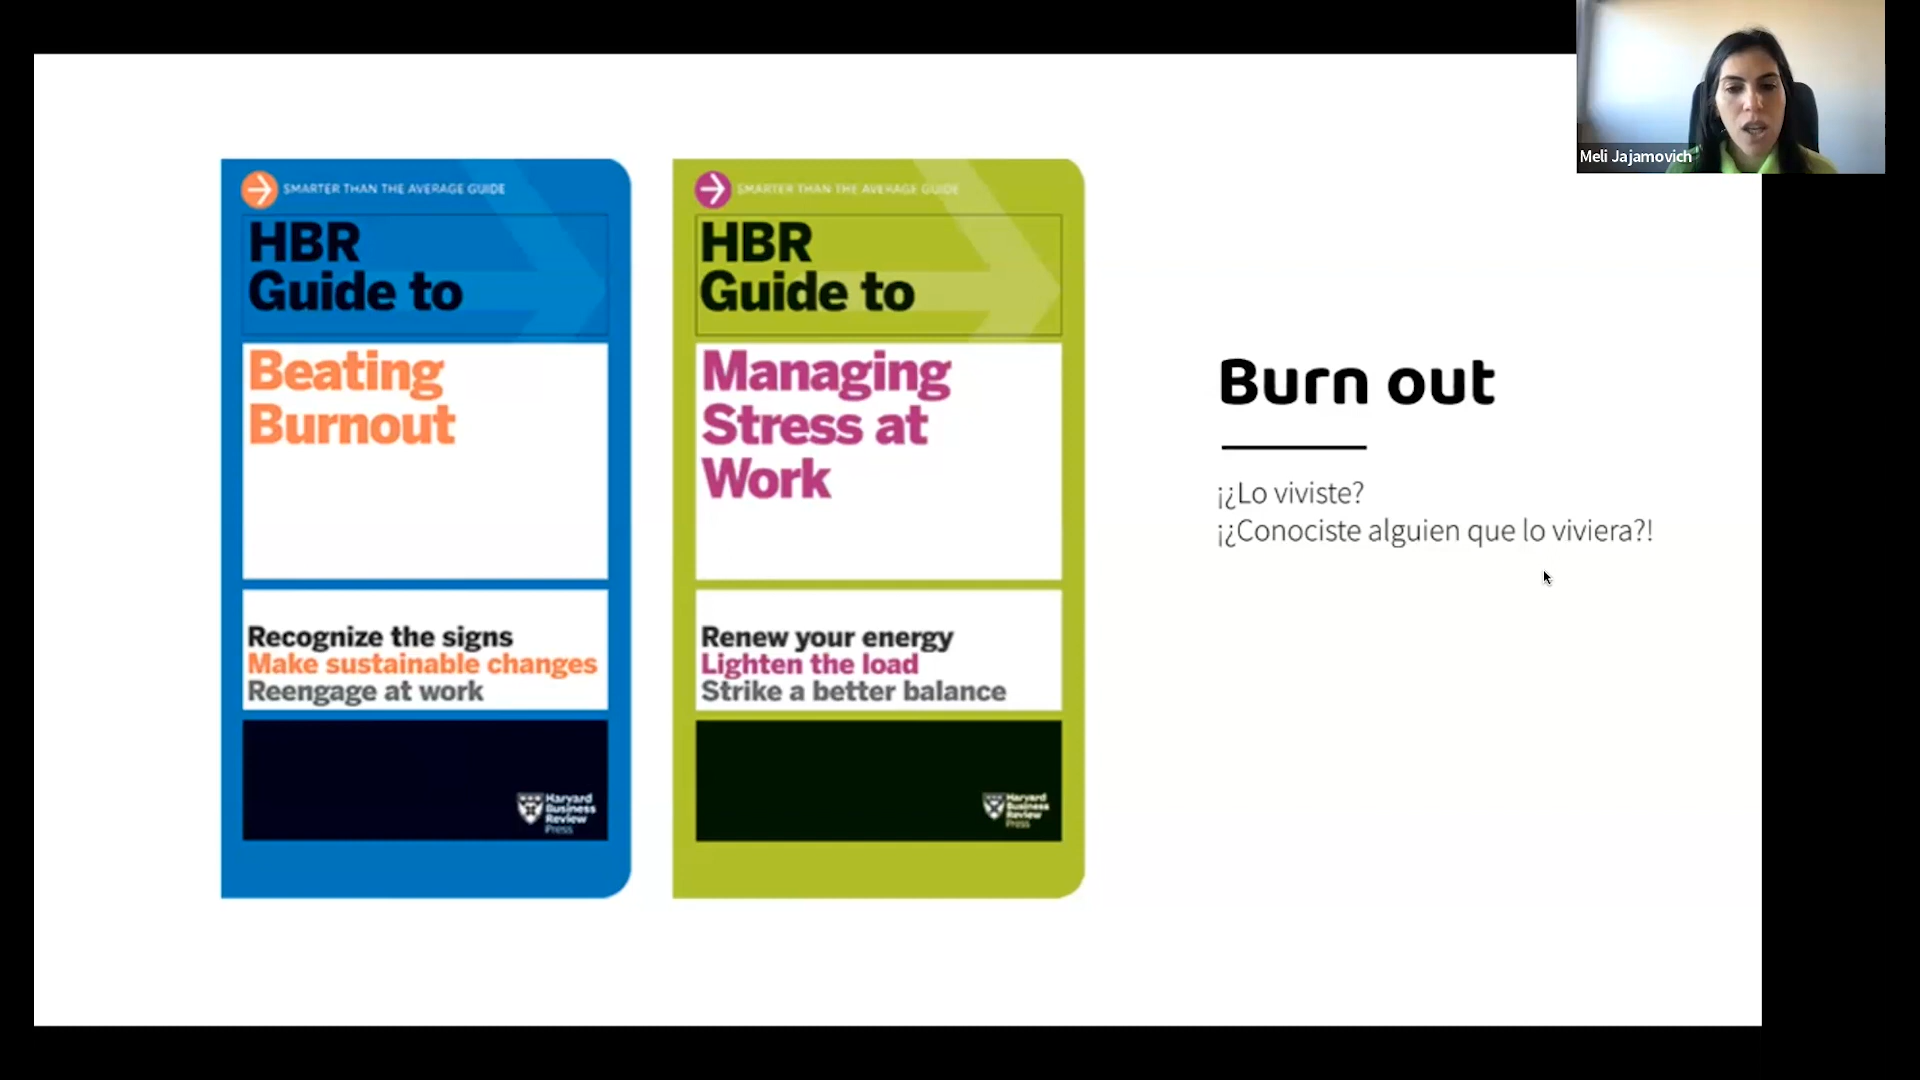 Meli Jajamovich
SMARTER THAN THE AVERAGE GUIDE
HBR
Guide to
Beating
Burnout
Recognize the signs
Make sustainable changes
Reengage at work
Harvard
Business
Review
Press
SMARTER THAN THE AVERAGE GUIDE
HBR
Guide to
Managing
Stress at
Work
Renew your energy
Lighten the load
Strike a better balance
Harvard
Business
Review
Press
Burn out
¡¿Lo viviste?
¡¿Conociste alguien que lo viviera?!